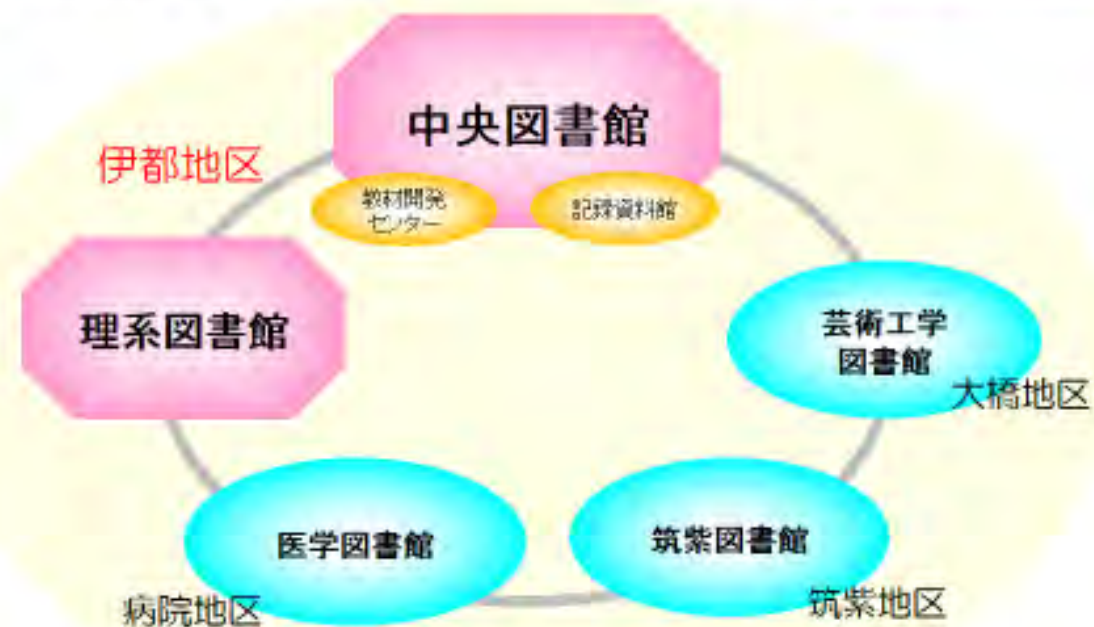 中央図書館
伊都地区
教材開発
センター
記録資料館
理系図書館
芸術工学
図書館
大橋地区
医学図書館
筑紫図書館
病院地区
筑紫地区